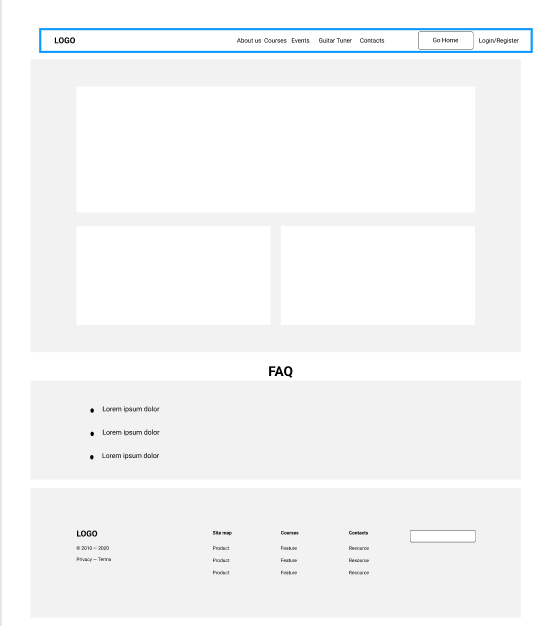 LOGO About us Courses Events Guitar Tuner Contacts Go Home Login/Register
FAQ
Lorem ipsum dolor
Lorem ipsum dolor
Lorem ipsum dolor
LOGO Site map Courses Contacts
© 2010 — 2020 Product Feature Resource
Privacy — Terms Product Feature Resource
Product Feature Resource